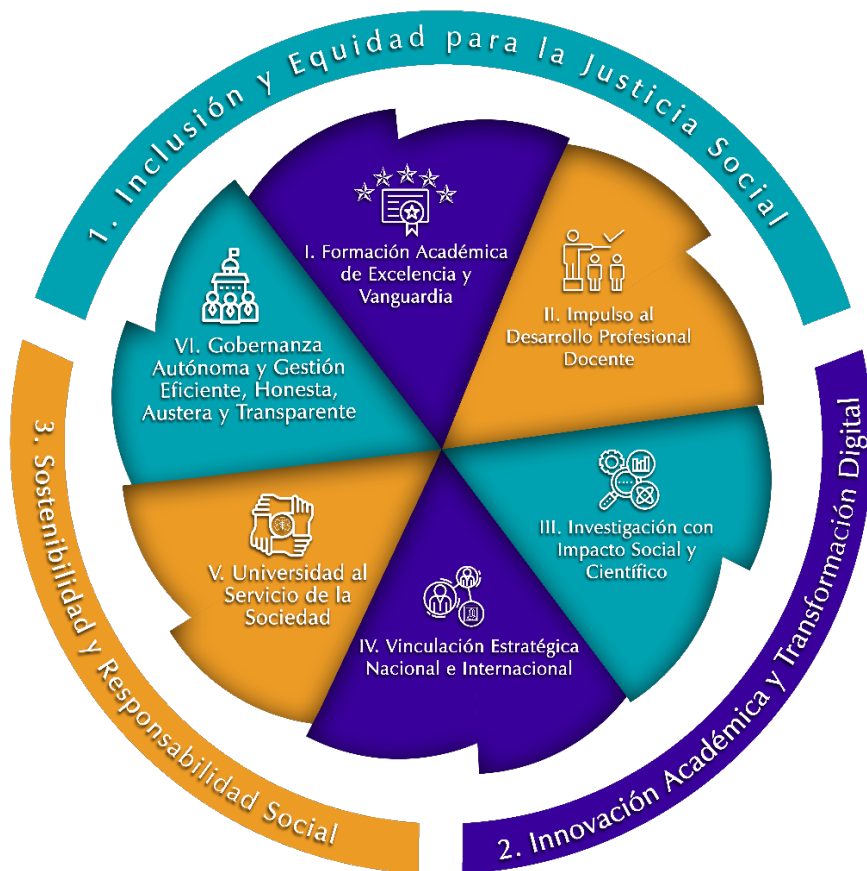 1. Inclusión y Equidad para la Justicia Social
I. Formación Académica
de Excelencia y
Vanguardia
II. Impulso al
Desarrollo Profesional
Docente
III. Investigación con
Impacto Social y
Científico
IV. Vinculación Estratégica
Nacional e Internacional
V. Universidad al
Servicio de la
Sociedad
VI. Gobernanza
Autónoma y Gestión
Eficiente, Honesta,
Austera y Transparente
2. Innovación Académica y Transformación Digital
3. Sostenibilidad y Responsabilidad Social